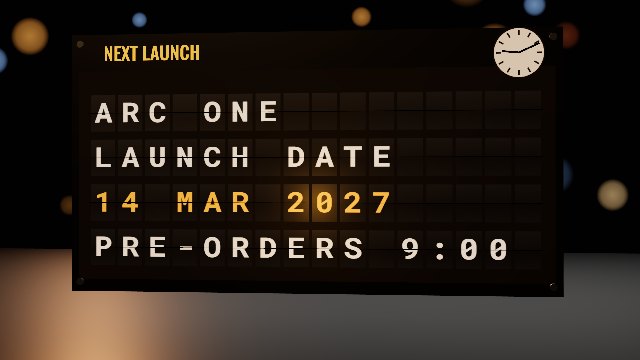 NEXT LAUNCH
ARC ONE
LAUNCH DATE
14 MAR 2027
PRE-ORDERS 9:00